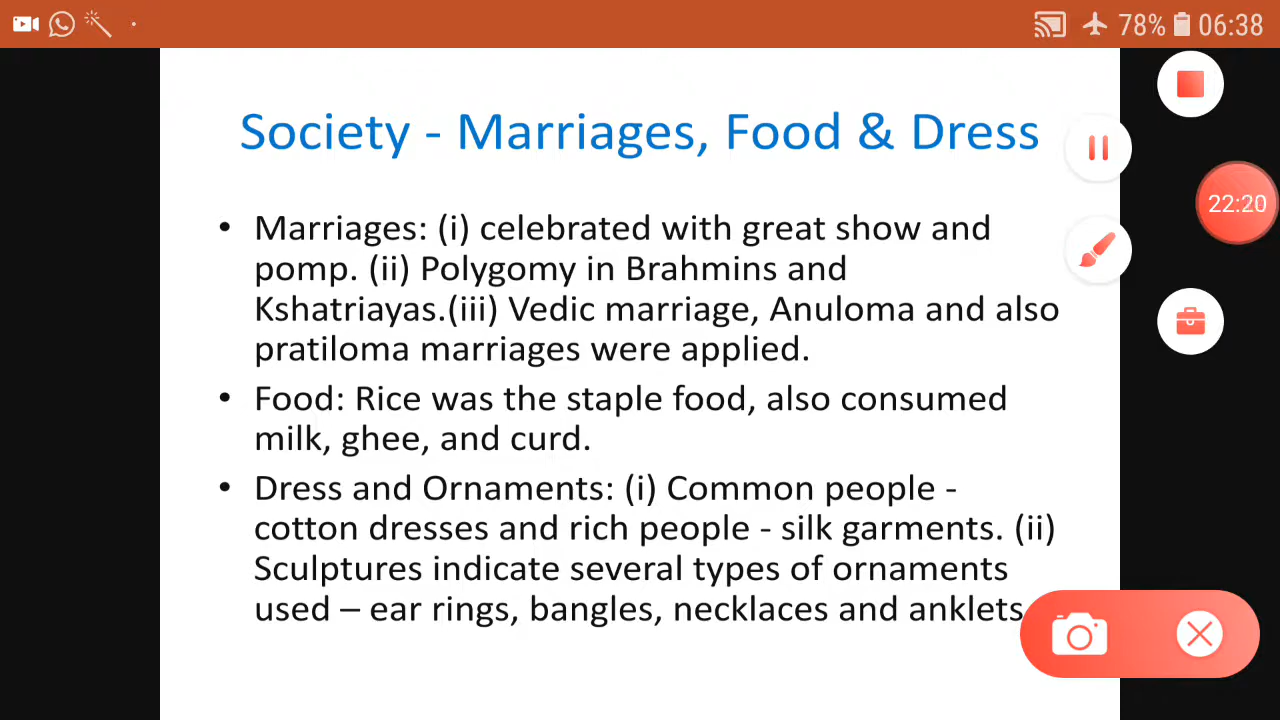 78% 06:38
Society - Marriages, Food & Dress
22:20
• Marriages: (i) celebrated with great show and
pomp. (ii) Polygomy in Brahmins and
Kshatriayas.(iii) Vedic marriage, Anuloma and also
pratiloma marriages were applied.
• Food: Rice was the staple food, also consumed
milk, ghee, and curd.
• Dress and Ornaments: (i) Common people -
cotton dresses and rich people - silk garments. (ii)
Sculptures indicate several types of ornaments
used – ear rings, bangles, necklaces and anklets